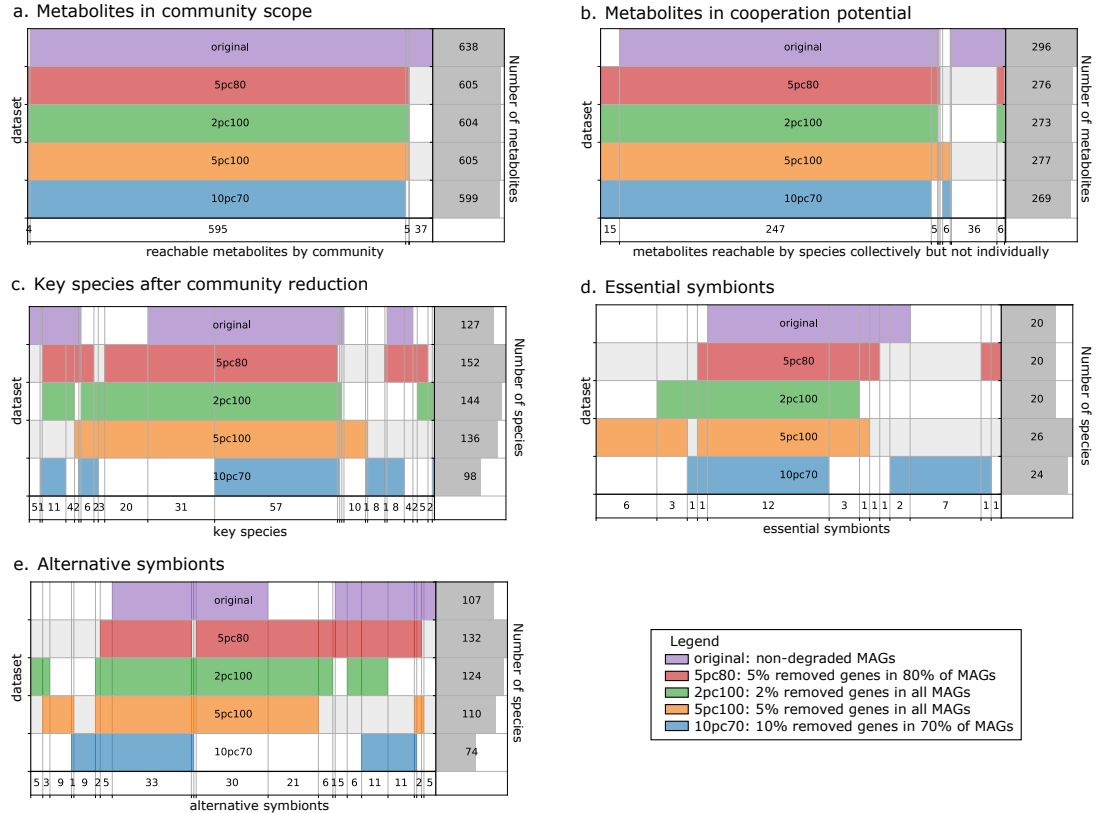 a. Metabolites in community scope
original
5pc80
2pc100
5pc100
10pc70
638
605
604
605
599
dataset
Number of metabolites
4 595 5 37
reachable metabolites by community
b. Metabolites in cooperation potential
original
5pc80
2pc100
5pc100
10pc70
296
276
273
277
269
dataset
Number of metabolites
15 247 5 6 36 6
metabolites reachable by species collectively but not individually
c. Key species after community reduction
original
5pc80
2pc100
5pc100
10pc70
127
152
144
136
98
dataset
Number of species
5 1 11 4 2 6 2 3 20 31 57 10 1 8 1 8 4 2 5 2
key species
d. Essential symbionts
original
5pc80
2pc100
5pc100
10pc70
20
20
20
26
24
dataset
Number of species
6 3 1 1 12 3 1 1 1 2 7 1 1
essential symbionts
e. Alternative symbionts
original
5pc80
2pc100
5pc100
10pc70
107
132
124
110
74
dataset
Number of species
5 3 9 1 9 2 5 33 30 21 6 1 5 6 11 11 2 5
alternative symbionts
Legend
original: non-degraded MAGs
5pc80: 5% removed genes in 80% of MAGs
2pc100: 2% removed genes in all MAGs
5pc100: 5% removed genes in all MAGs
10pc70: 10% removed genes in 70% of MAGs